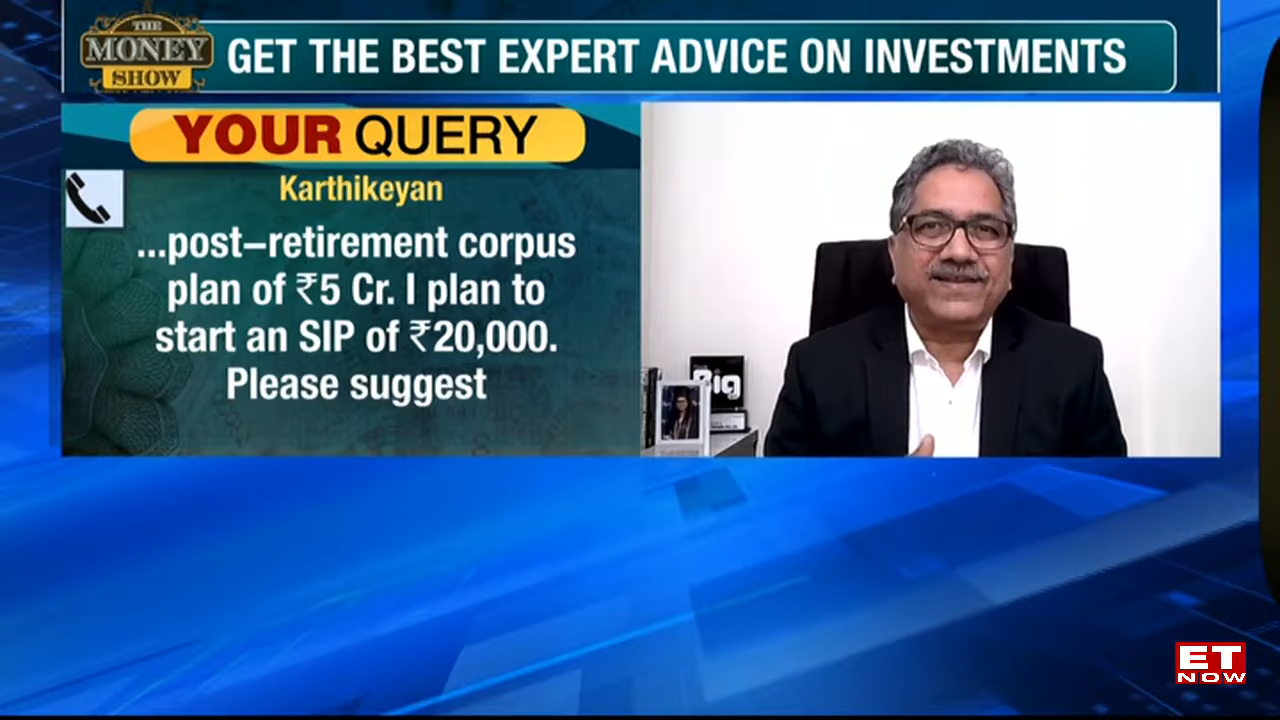 THE
MONEY
SHOW
GET THE BEST EXPERT ADVICE ON INVESTMENTS
YOUR QUERY
Karthikeyan
...post–retirement corpus
plan of ₹5 Cr. I plan to
start an SIP of ₹20,000.
Please suggest
Big
ET
NOW